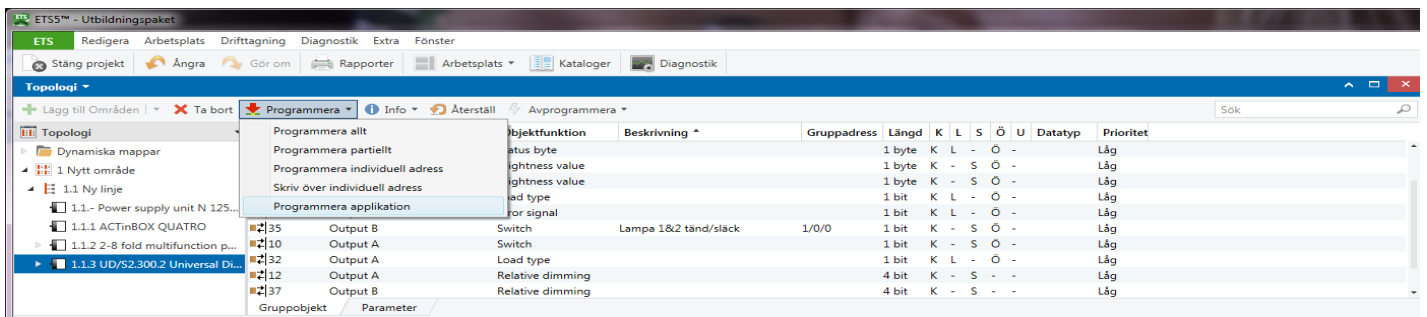 ETS5™ - Utbildningspaket
ETS Redigera Arbetsplats Drifttagning Diagnostik Extra Fönster
Stäng projekt Ångra Gör om Rapporter Arbetsplats Kataloger Diagnostik
Topologi
Lägg till Områden Ta bort Programmera Info Återställ Avprogrammera Sök
Topologi Programmera allt bjektfunktion Beskrivning Gruppadress Längd K L S Ö U Datatyp Prioritet
Dynamiska mappar Programmera partiellt atus byte 1 byte K L - Ö - Låg
1 Nytt område Programmera individuell adress ightness value 1 byte K - S Ö - Låg
1.1 Ny linje Skriv över individuell adress ightness value 1 byte K - S Ö - Låg
1.1.- Power supply unit N 125... Programmera applikation ad type 1 bit K L - Ö - Låg
ror signal 1 bit K L - Ö - Låg
1.1.1 ACTinBOX QUATRO 35 Output B Switch Lampa 1&2 tänd/släck 1/0/0 1 bit K - S Ö - Låg
1.1.2 2-8 fold multifunction p... 10 Output A Switch 1 bit K - S Ö - Låg
1.1.3 UD/S2.300.2 Universal Di... 32 Output A Load type 1 bit K L - Ö - Låg
12 Output A Relative dimming 4 bit K - S - - Låg
37 Output B Relative dimming 4 bit K - S - - Låg
Gruppobjekt Parameter